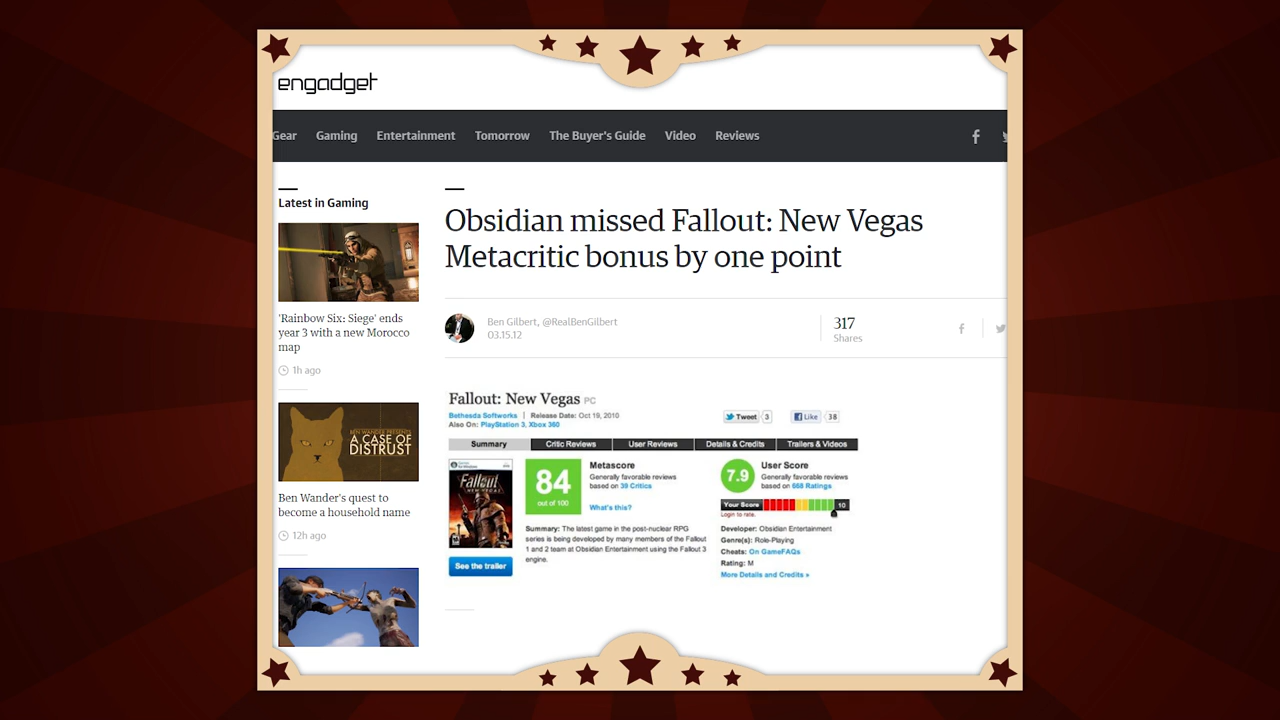 engadget
Gear Gaming Entertainment Tomorrow The Buyer's Guide Video Reviews
Latest in Gaming
'Rainbow Six: Siege' ends
year 3 with a new Morocco
map
1h ago
BEN WANDER PRESENTS
A CASE OF
DISTRUST
Ben Wander's quest to
become a household name
12h ago
Obsidian missed Fallout: New Vegas
Metacritic bonus by one point
Ben Gilbert, @RealBenGilbert
03.15.12
317
Shares
Fallout: New Vegas PC
Bethesda Softworks | Release Date: Oct 19, 2010
Also On: PlayStation 3, Xbox 360
Tweet 3 Like 38
Summary Critic Reviews User Reviews Details & Credits Trailers & Videos
Fallout
NEW VEGAS
See the trailer
84
out of 100
Metascore
Generally favorable reviews
based on 39 Critics
What's this?
Summary: The latest game in the post-nuclear RPG
series is being developed by many members of the Fallout
1 and 2 team at Obsidian Entertainment using the Fallout 3
engine.
7.9
User Score
Generally favorable reviews
based on 668 Ratings
Your Score 10
Login to rate.
Developer: Obsidian Entertainment
Genre(s): Role-Playing
Cheats: On GameFAQs
Rating: M
More Details and Credits »